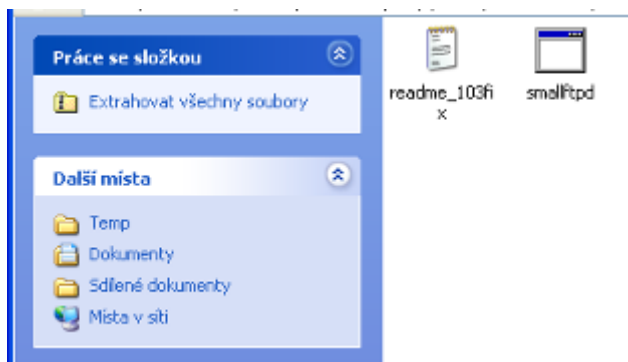 Práce se složkou
Extrahovat všechny soubory
Další místa
Temp
Dokumenty
Sdílené dokumenty
Místa v síti
readme_103fi
x
smallftpd